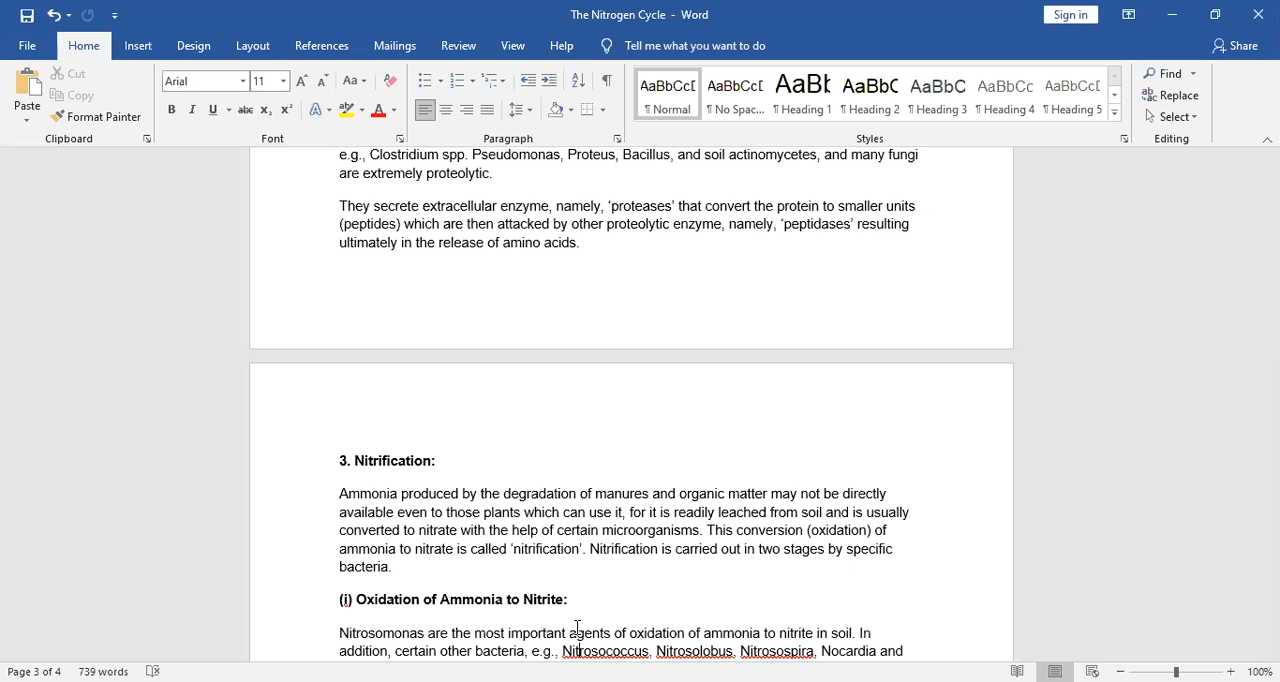 The Nitrogen Cycle - Word
Sign in
File Home Insert Design Layout References Mailings Review View Help Tell me what you want to do Share
Paste
Cut
Copy
Format Painter
Clipboard
Arial 11
Aa
B I U abc x₂ x² A A
Font
Paragraph
AaBbCcI AaBbCcI AaBł AaBbC AaBbC AaBbCc AaBbCc
¶ Normal ¶ No Spac... ¶ Heading 1 ¶ Heading 2 ¶ Heading 3 ¶ Heading 4 ¶ Heading 5
Styles
Find
Replace
Select
Editing
e.g., Clostridium spp. Pseudomonas, Proteus, Bacillus, and soil actinomycetes, and many fungi
are extremely proteolytic.
They secrete extracellular enzyme, namely, ‘proteases’ that convert the protein to smaller units
(peptides) which are then attacked by other proteolytic enzyme, namely, ‘peptidases’ resulting
ultimately in the release of amino acids.
3. Nitrification:
Ammonia produced by the degradation of manures and organic matter may not be directly
available even to those plants which can use it, for it is readily leached from soil and is usually
converted to nitrate with the help of certain microorganisms. This conversion (oxidation) of
ammonia to nitrate is called ‘nitrification’. Nitrification is carried out in two stages by specific
bacteria.
(i) Oxidation of Ammonia to Nitrite:
Nitrosomonas are the most important agents of oxidation of ammonia to nitrite in soil. In
addition, certain other bacteria, e.g., Nitrosococcus, Nitrosolobus, Nitrosospira, Nocardia and
Page 3 of 4 739 words 100%